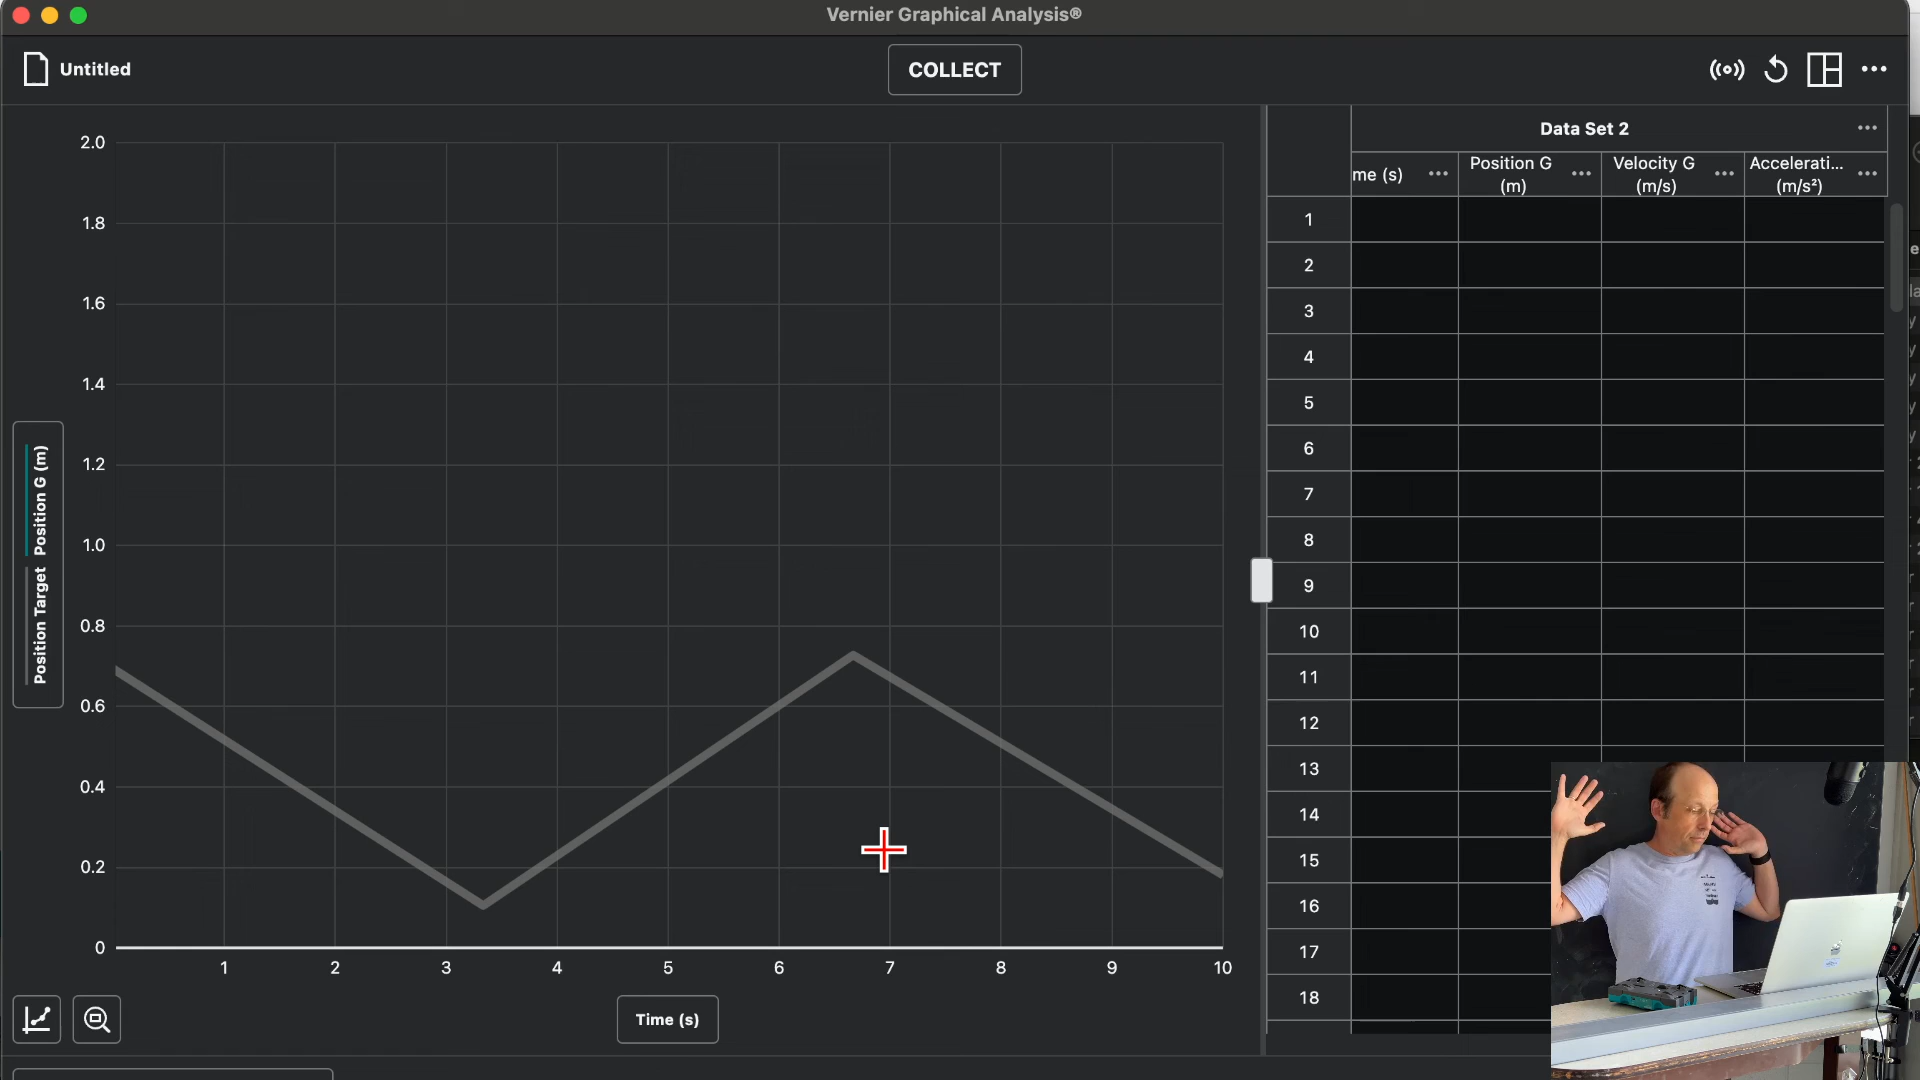 Vernier Graphical Analysis®
Untitled
COLLECT
2.0
1.8
1.6
1.4
1.2
1.0
0.8
0.6
0.4
0.2
0
1 2 3 4 5 6 7 8 9 10
Time (s)
Position G (m)
Position Target
Data Set 2
me (s)
Position G
(m)
Velocity G
(m/s)
Accelerati...
(m/s²)
1
2
3
4
5
6
7
8
9
10
11
12
13
14
15
16
17
18